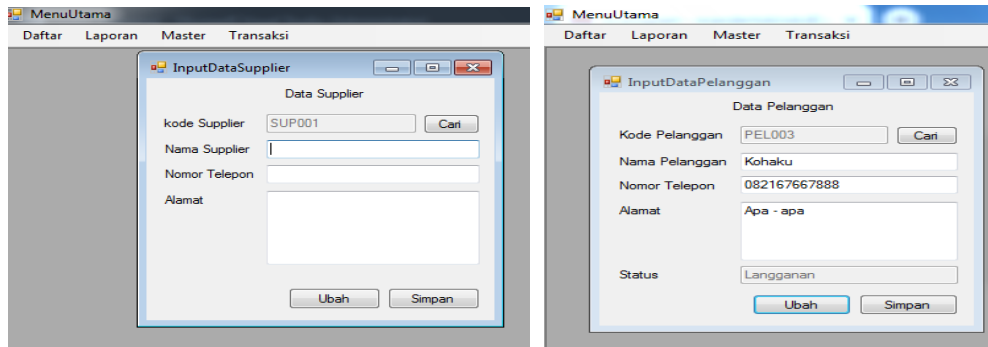 MenuUtama
Daftar Laporan Master Transaksi
InputDataSupplier
Data Supplier
kode Supplier SUP001 Cari
Nama Supplier
Nomor Telepon
Alamat
Ubah Simpan
MenuUtama
Daftar Laporan Master Transaksi
InputDataPelanggan
Data Pelanggan
Kode Pelanggan PEL003 Cari
Nama Pelanggan Kohaku
Nomor Telepon 082167667888
Alamat Apa - apa
Status Langganan
Ubah Simpan